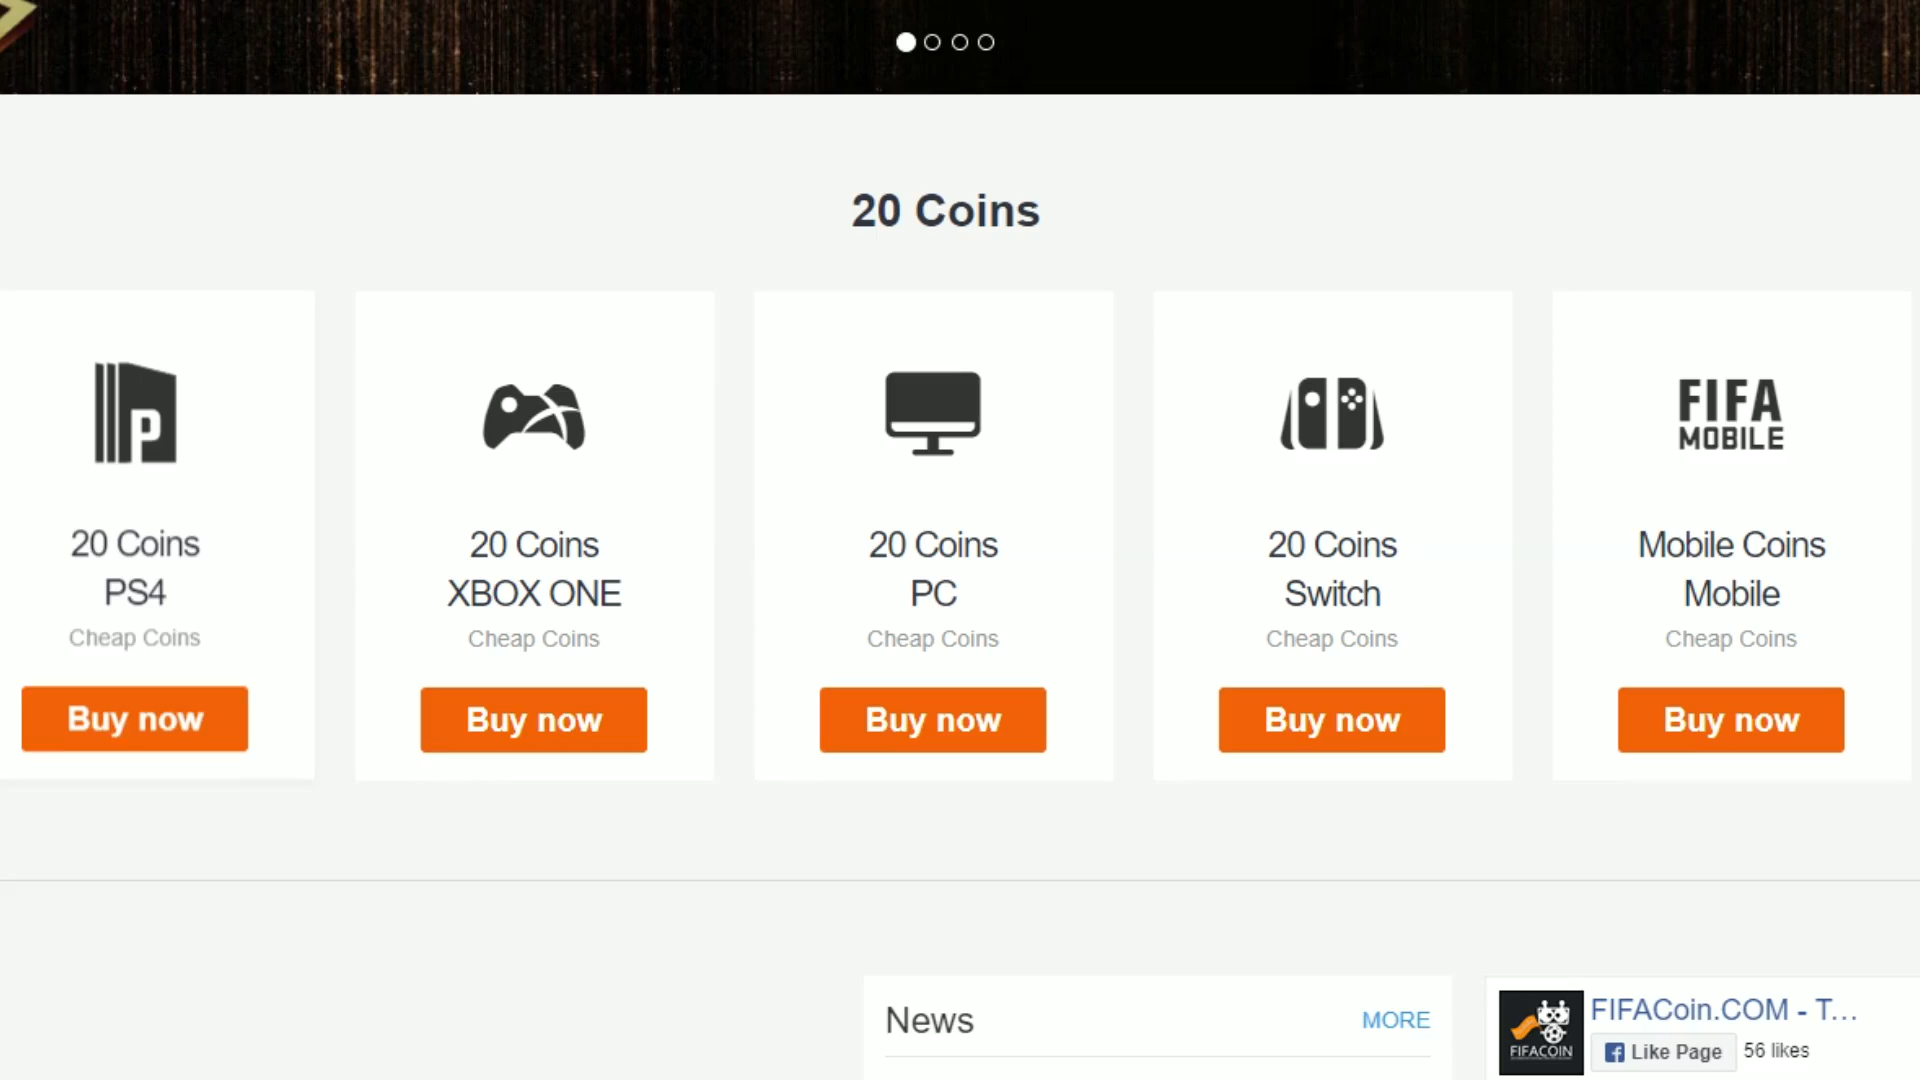 20 Coins
P
FIFA
MOBILE
20 Coins
PS4
Cheap Coins
Buy now
20 Coins
XBOX ONE
Cheap Coins
Buy now
20 Coins
PC
Cheap Coins
Buy now
20 Coins
Switch
Cheap Coins
Buy now
Mobile Coins
Mobile
Cheap Coins
Buy now
News
MORE
FIFACOIN
FIFACoin.COM - T...
Like Page
56 likes